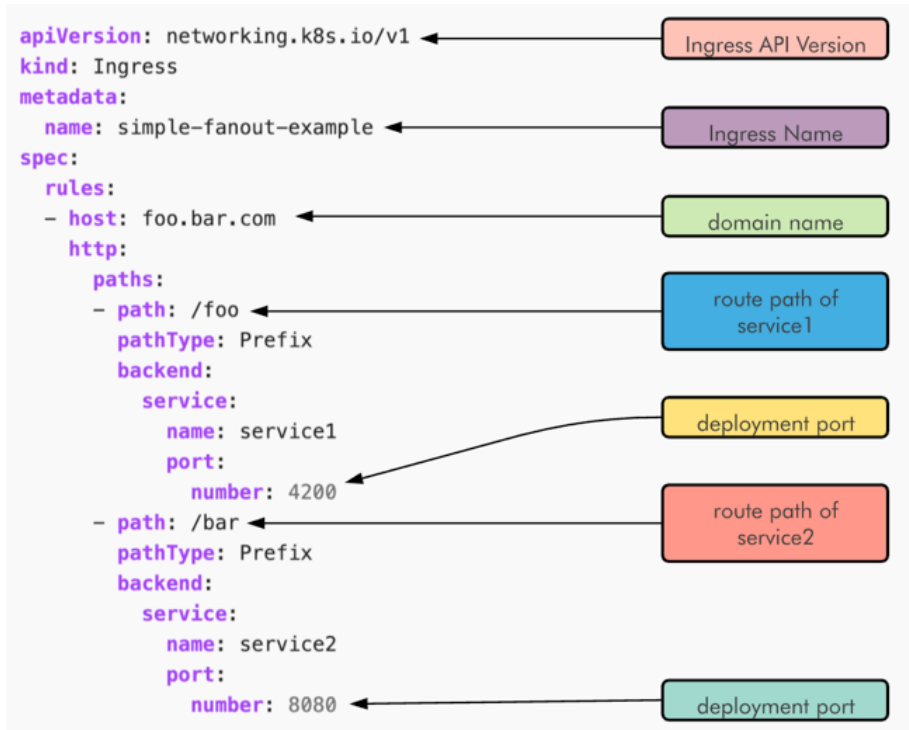 apiVersion: networking.k8s.io/v1
Ingress API Version
kind: Ingress
metadata:
name: simple-fanout-example
Ingress Name
spec:
rules:
- host: foo.bar.com
domain name
http:
paths:
- path: /foo
route path of
service1
pathType: Prefix
backend:
service:
name: service1
deployment port
port:
number: 4200
- path: /bar
route path of
service2
pathType: Prefix
backend:
service:
name: service2
port:
number: 8080
deployment port